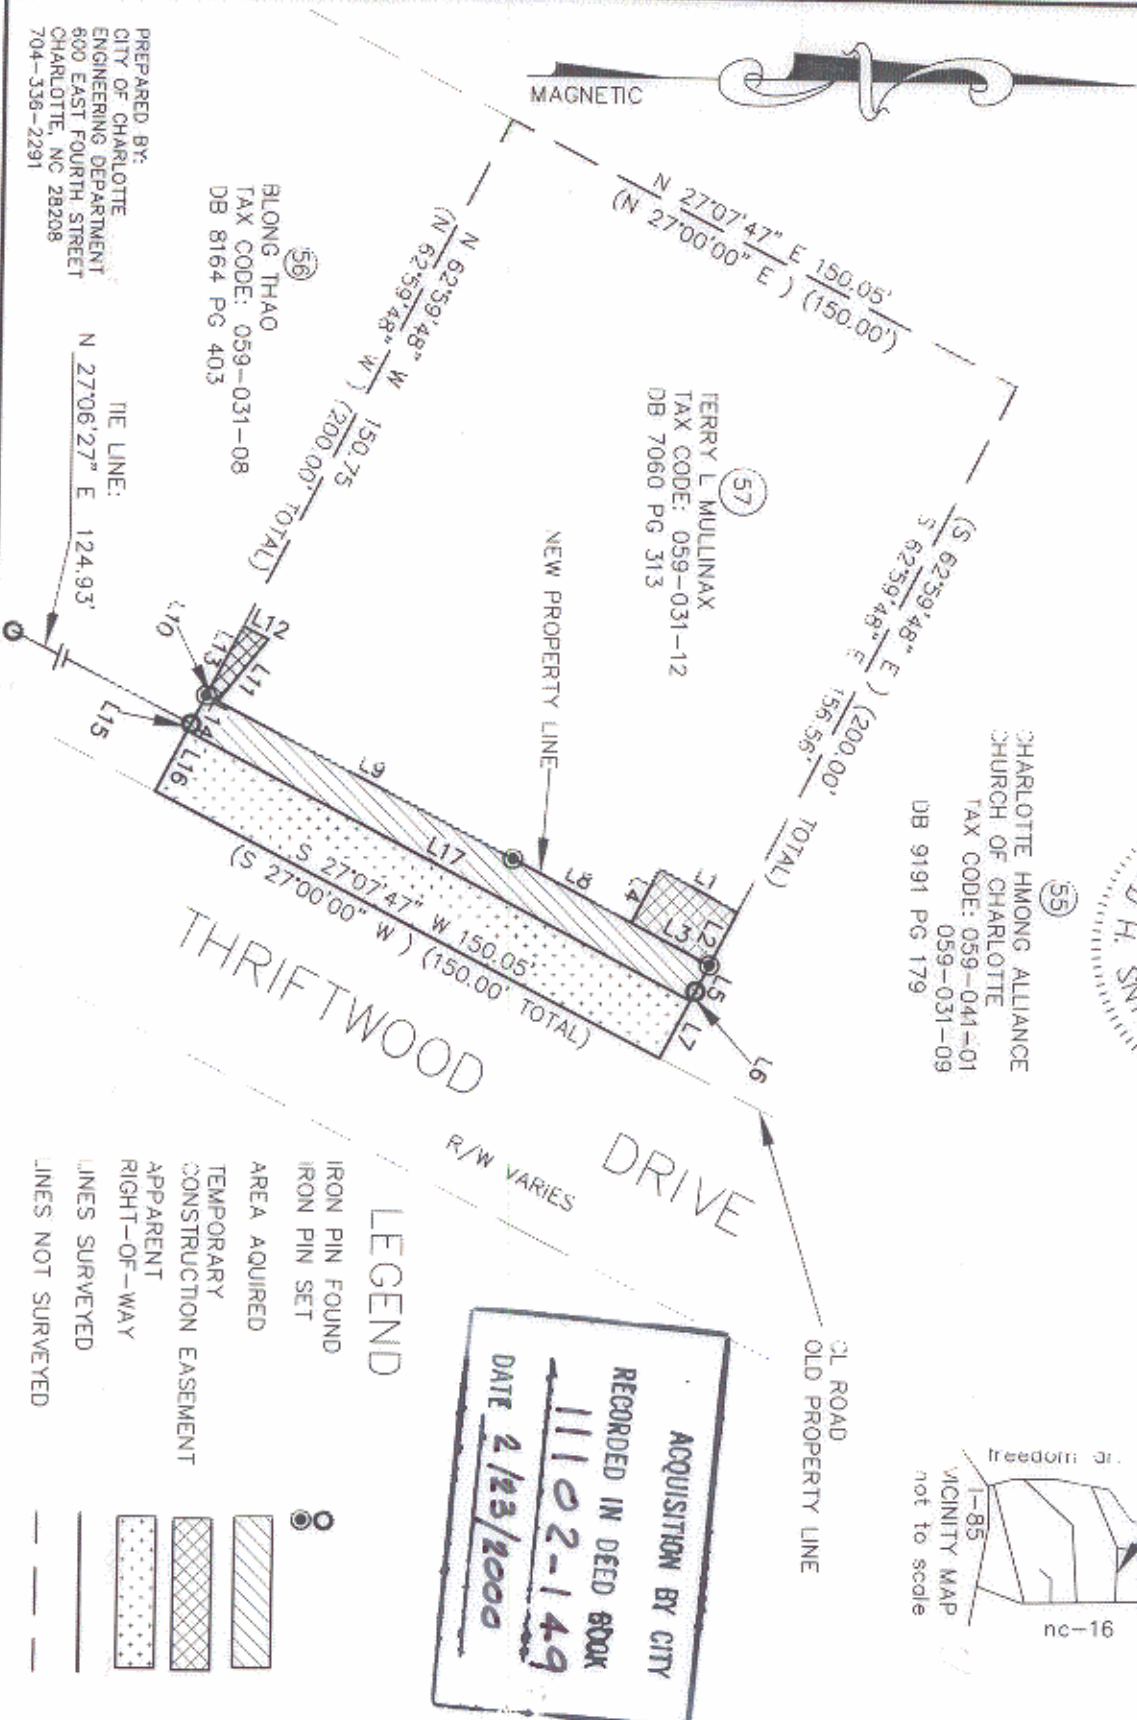 MAGNETIC
N 27°07'47" E 150.05'
(N 27°00'00" E ) (150.00')
(S 62°59'48" E ) (200.00' TOTAL)
S 62°59'48" E 156.56'
N 62°59'48" W 150.75
(N 62°59'48" W ) (200.00' TOTAL)
55
CHARLOTTE HMONG ALLIANCE
CHURCH OF CHARLOTTE
TAX CODE: 059-041-01
059-031-09
DB 9191 PG 179
57
TERRY L MULLINAX
TAX CODE: 059-031-12
DB 7060 PG 313
56
BLONG THAO
TAX CODE: 059-031-08
DB 8164 PG 403
NEW PROPERTY LINE
L1
L2
L3
L4
L5
L6
L7
L8
L9
L10
L11
L12
L13
L14
L15
L16
L17
S 27°07'47" W 150.05'
(S 27°00'00" W ) (150.00' TOTAL)
THRIFTWOOD DRIVE
R/W VARIES
CL ROAD
OLD PROPERTY LINE
TIE LINE:
N 27°06'27" E 124.93'
PREPARED BY:
CITY OF CHARLOTTE
ENGINEERING DEPARTMENT
600 EAST FOURTH STREET
CHARLOTTE, NC 28208
704-336-2291
freedom dr.
I-85
nc-16
VICINITY MAP
not to scale
ACQUISITION BY CITY
RECORDED IN DEED BOOK
11102-149
DATE 2/23/2000
LEGEND
IRON PIN FOUND
IRON PIN SET
AREA AQUIRED
TEMPORARY
CONSTRUCTION EASEMENT
APPARENT
RIGHT-OF-WAY
LINES SURVEYED
LINES NOT SURVEYED